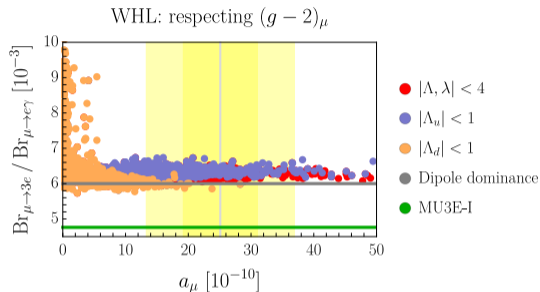 WHL: respecting (g − 2)μ
Brμ→3e / Brμ→eγ [10⁻³]
10
9
8
7
6
5
0 10 20 30 40 50
aμ [10⁻¹⁰]
|Λ, λ| < 4
|Λu| < 1
|Λd| < 1
Dipole dominance
MU3E-I